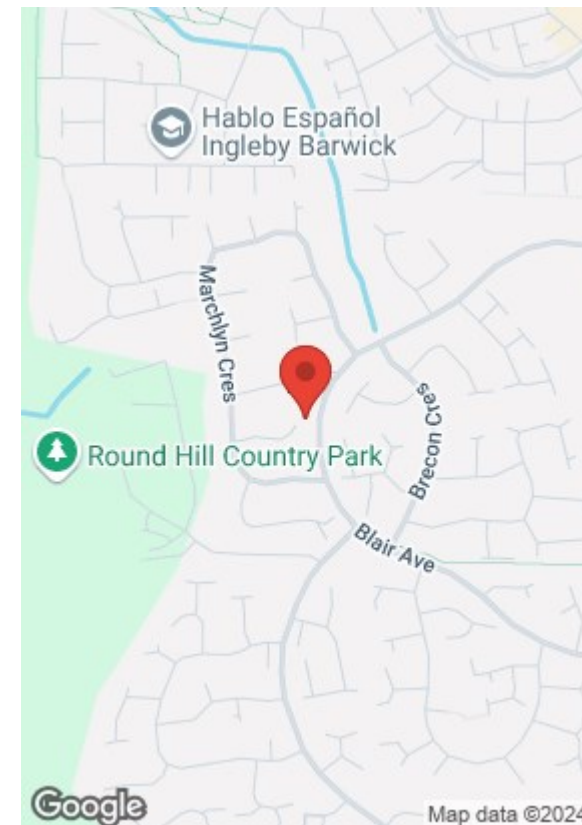 Hablo Español
Ingleby Barwick
Marchlyn Cres
Brecon Cres
Round Hill Country Park
Blair Ave
Google
Map data ©2024